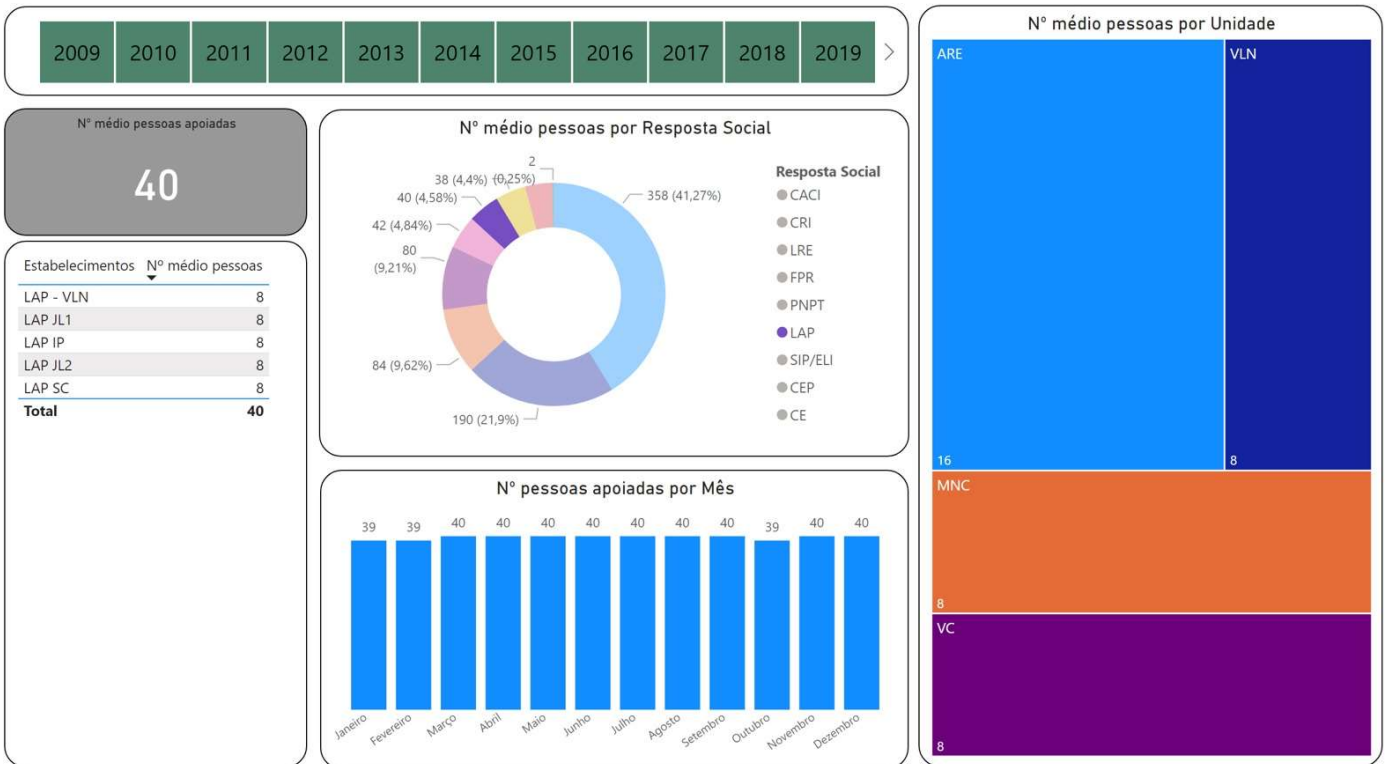 2009 2010 2011 2012 2013 2014 2015 2016 2017 2018 2019
Nº médio pessoas apoiadas
40
Estabelecimentos Nº médio pessoas
LAP - VLN 8
LAP JL1 8
LAP IP 8
LAP JL2 8
LAP SC 8
Total 40
Nº médio pessoas por Resposta Social
2
(0,25%)
38 (4,4%)
40 (4,58%)
42 (4,84%)
80
(9,21%)
84 (9,62%)
190 (21,9%)
358 (41,27%)
Resposta Social
CACI
CRI
LRE
FPR
PNPT
LAP
SIP/ELI
CEP
CE
Nº pessoas apoiadas por Mês
39 39 40 40 40 40 40 40 40 39 40 40
Janeiro Fevereiro Março Abril Maio Junho Julho Agosto Setembro Outubro Novembro Dezembro
Nº médio pessoas por Unidade
ARE
16
VLN
8
MNC
8
VC
8